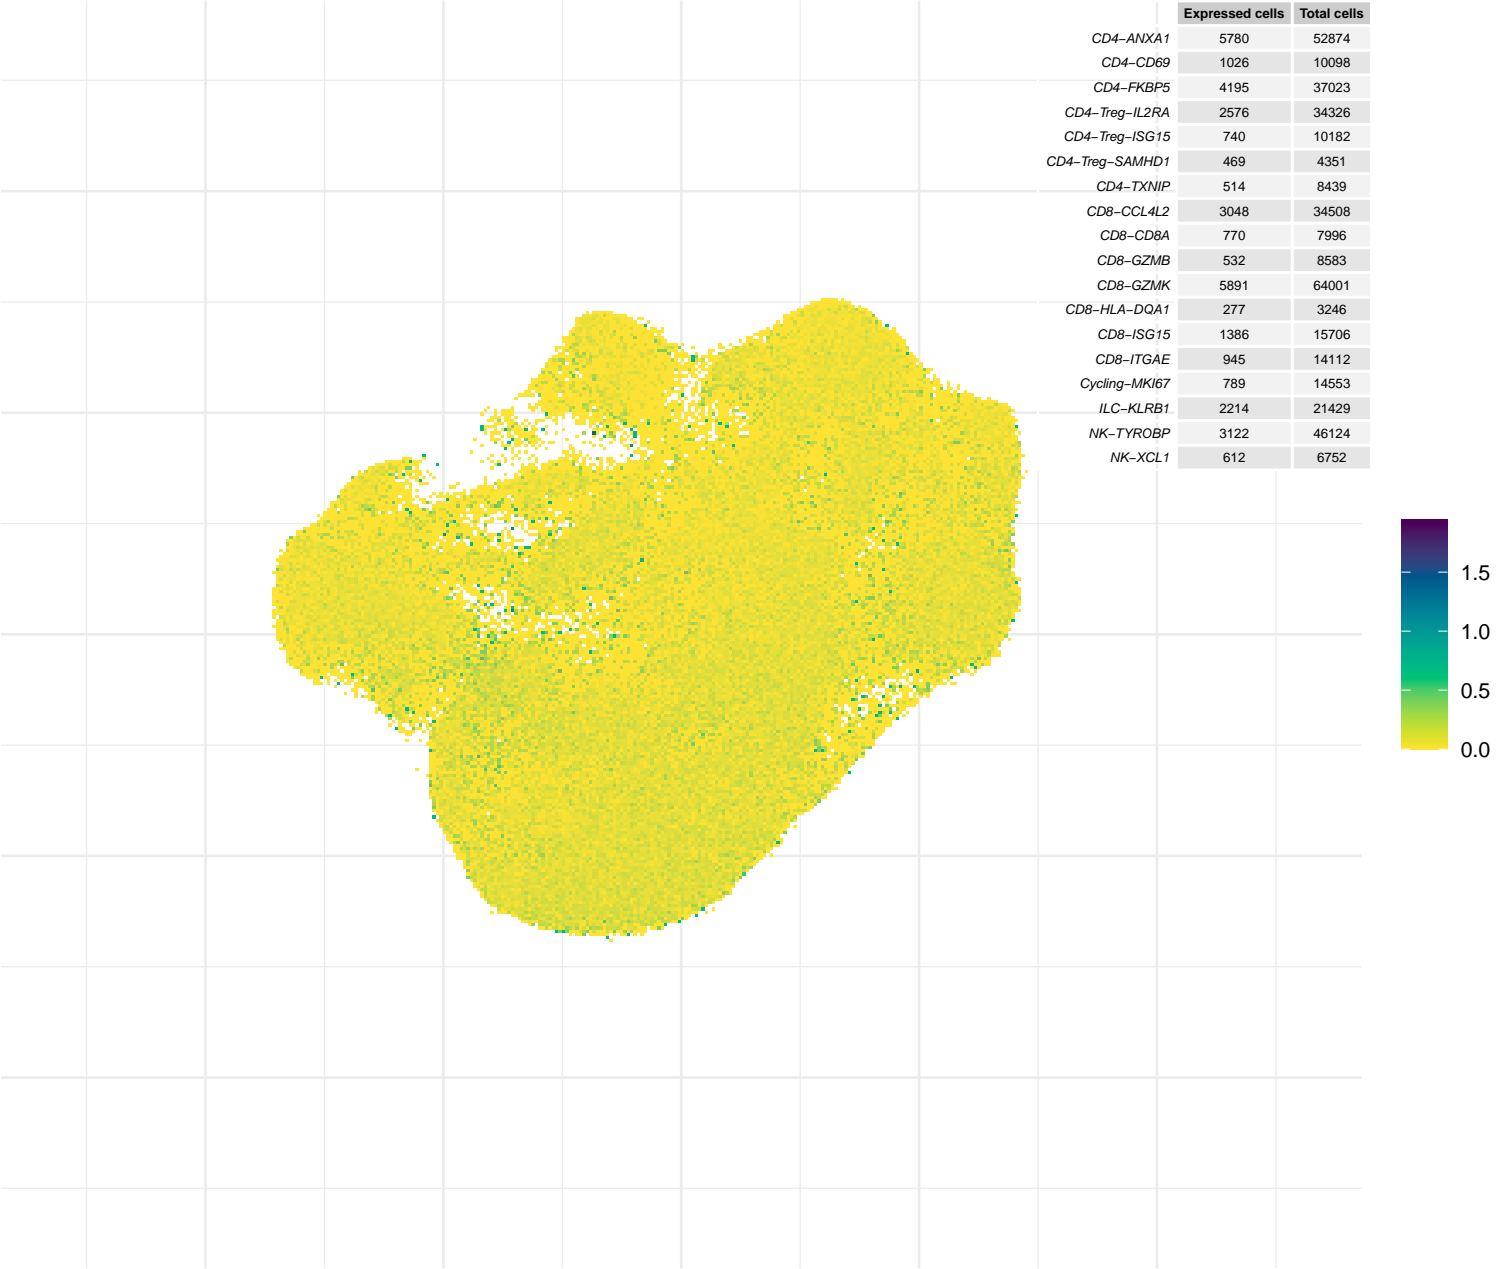 Expressed cells Total cells
CD4−ANXA1 5780 52874
CD4−CD69 1026 10098
CD4−FKBP5 4195 37023
CD4−Treg−IL2RA 2576 34326
CD4−Treg−ISG15 740 10182
CD4−Treg−SAMHD1 469 4351
CD4−TXNIP 514 8439
CD8−CCL4L2 3048 34508
CD8−CD8A 770 7996
CD8−GZMB 532 8583
CD8−GZMK 5891 64001
CD8−HLA−DQA1 277 3246
CD8−ISG15 1386 15706
CD8−ITGAE 945 14112
Cycling−MKI67 789 14553
ILC−KLRB1 2214 21429
NK−TYROBP 3122 46124
NK−XCL1 612 6752
1.5
1.0
0.5
0.0